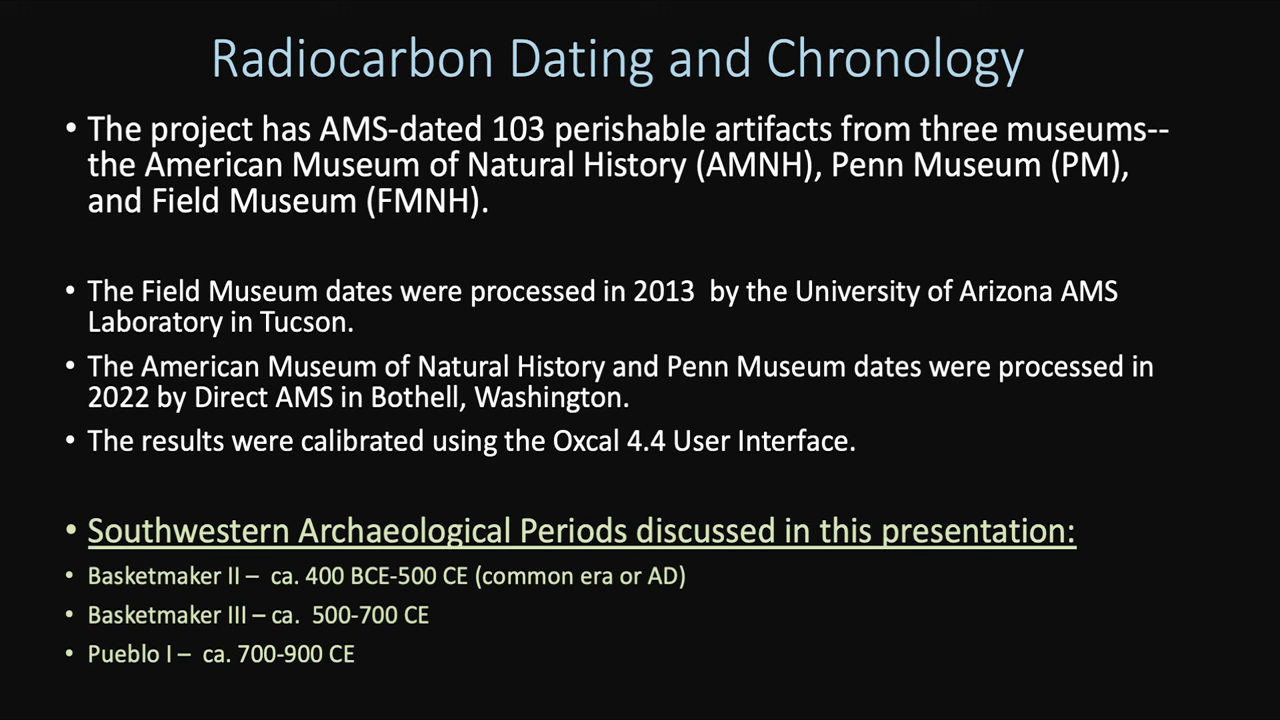 Radiocarbon Dating and Chronology
• The project has AMS-dated 103 perishable artifacts from three museums--
the American Museum of Natural History (AMNH), Penn Museum (PM),
and Field Museum (FMNH).
• The Field Museum dates were processed in 2013  by the University of Arizona AMS
Laboratory in Tucson.
• The American Museum of Natural History and Penn Museum dates were processed in
2022 by Direct AMS in Bothell, Washington.
• The results were calibrated using the Oxcal 4.4 User Interface.
• Southwestern Archaeological Periods discussed in this presentation:
• Basketmaker II –  ca. 400 BCE-500 CE (common era or AD)
• Basketmaker III – ca.  500-700 CE
• Pueblo I –  ca. 700-900 CE